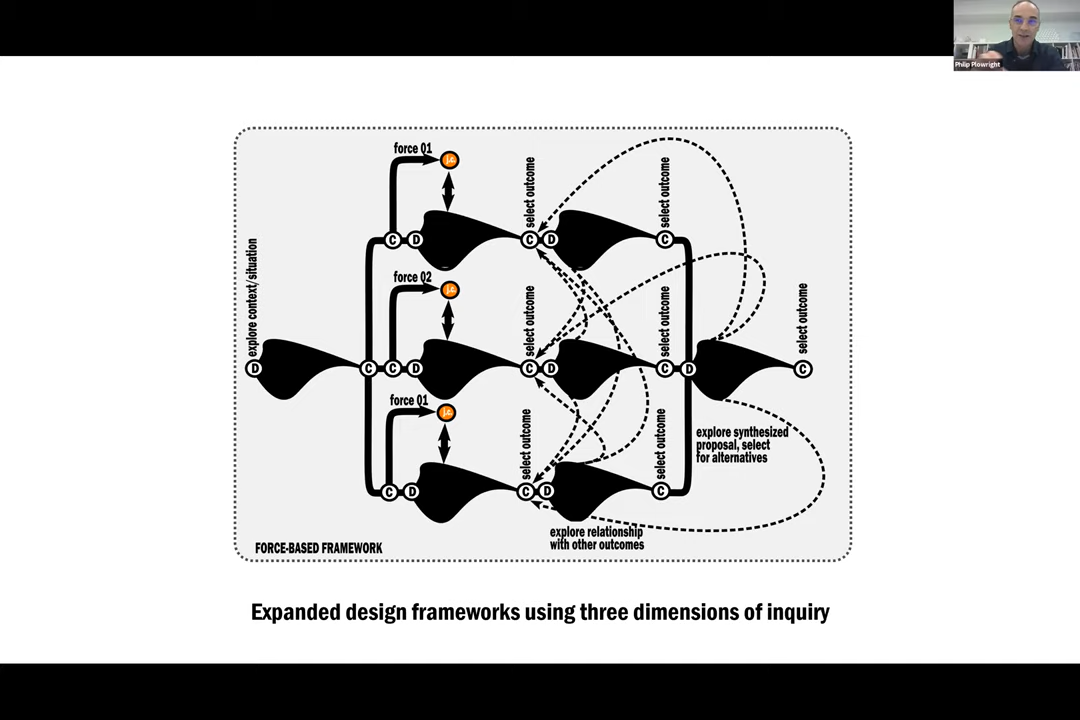 Philip Plowright
force 01
select outcome
select outcome
C
D
C
D
C
explore context/situation
force 02
select outcome
select outcome
select outcome
D
C
C
D
C
D
C
D
C
force 01
select outcome
select outcome
explore synthesized
proposal, select
for alternatives
C
D
C
D
C
explore relationship
with other outcomes
FORCE-BASED FRAMEWORK
Expanded design frameworks using three dimensions of inquiry